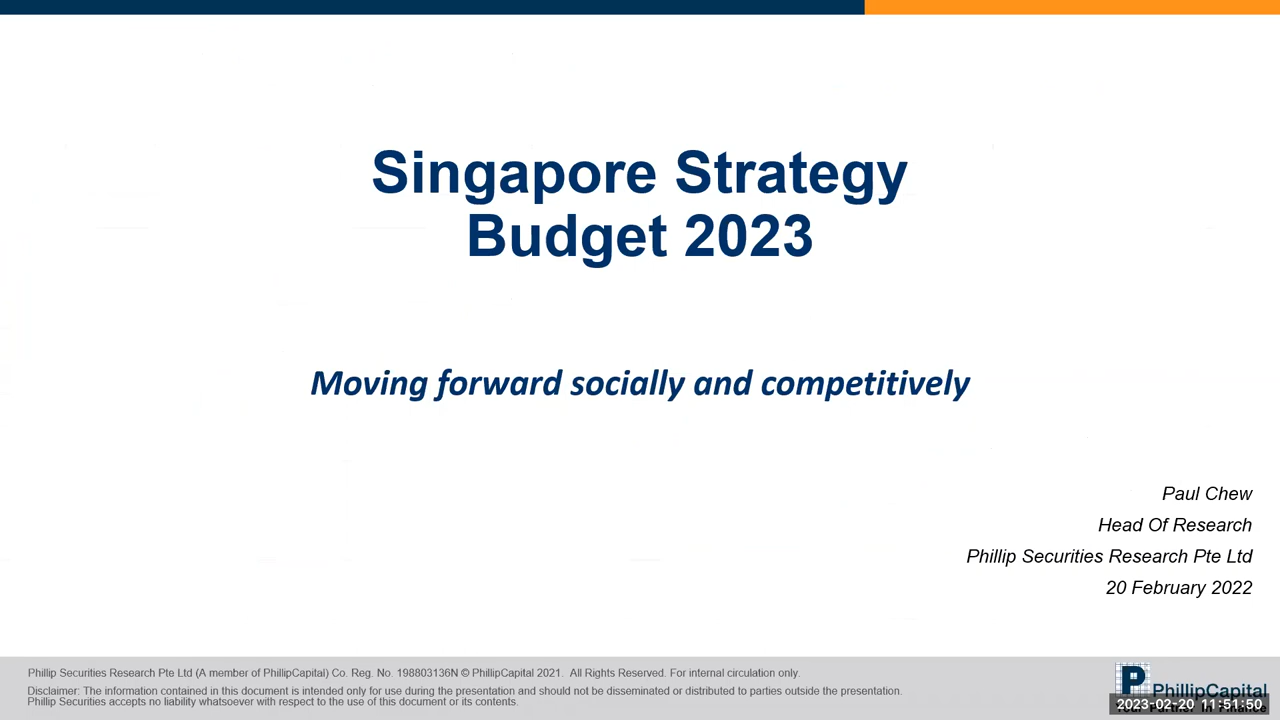 Singapore Strategy
Budget 2023
Moving forward socially and competitively
Paul Chew
Head Of Research
Phillip Securities Research Pte Ltd
20 February 2022
Phillip Securities Research Pte Ltd (A member of PhillipCapital) Co. Reg. No. 198803136N © PhillipCapital 2021. All Rights Reserved. For internal circulation only.
Disclaimer: The information contained in this document is intended only for use during the presentation and should not be disseminated or distributed to parties outside the presentation.
Phillip Securities accepts no liability whatsoever with respect to the use of this document or its contents.
P
PhillipCapital
Your Partner In Finance
2023-02-20 11:51:50